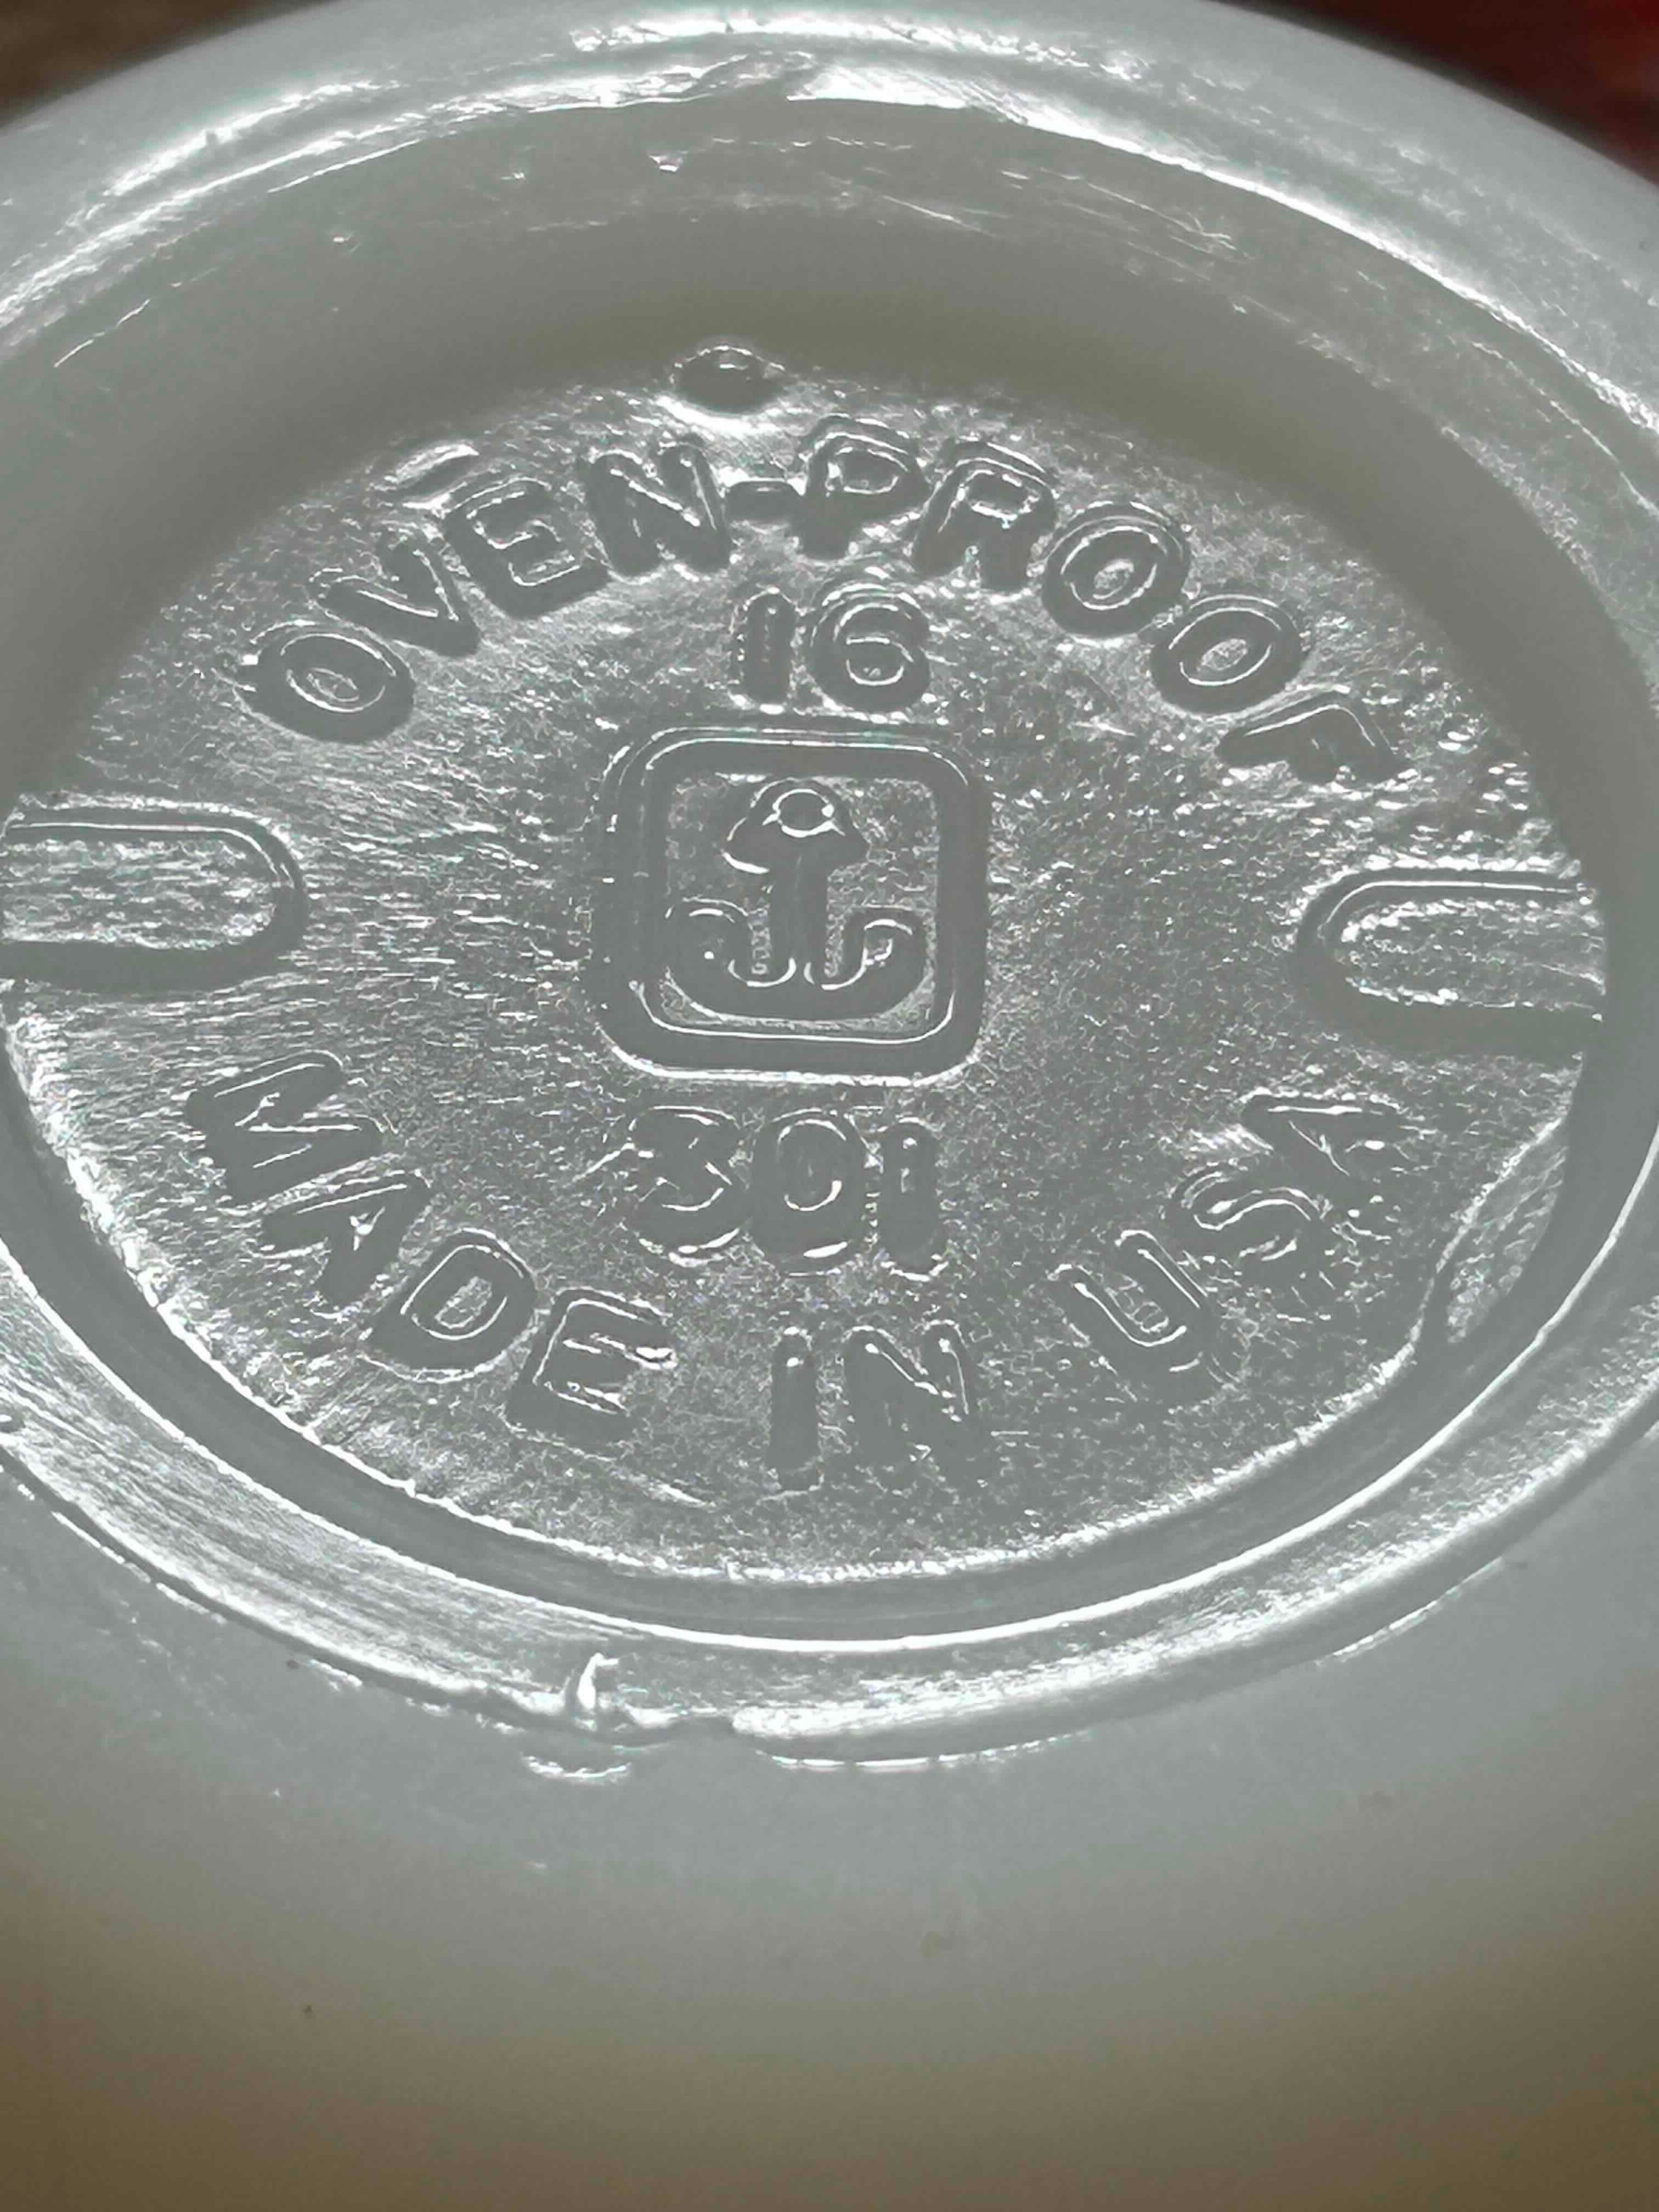 OVEN-PROOF
16
301
MADE IN USA